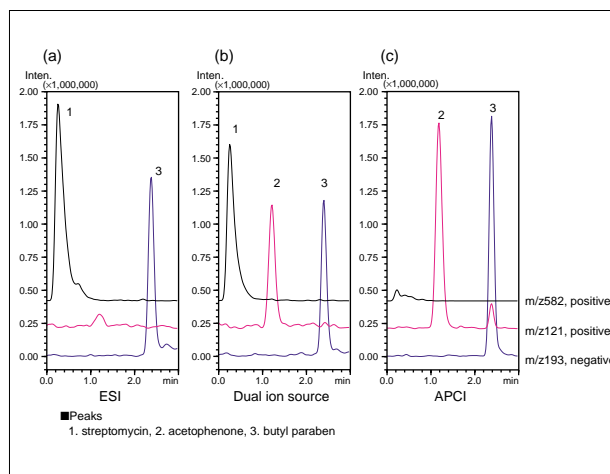 (a)
(b)
(c)
Inten.
(×1,000,000)
Inten.
(×1,000,000)
Inten.
(×1,000,000)
2.00
1.75
1.50
1.25
1.00
0.75
0.50
0.25
0.00
1
3
0.0
1.0
2.0
min
ESI
2.00
1.75
1.50
1.25
1.00
0.75
0.50
0.25
0.00
1
2
3
0.0
1.0
2.0
min
Dual ion source
2.00
1.75
1.50
1.25
1.00
0.75
0.50
0.25
0.00
2
3
0.0
1.0
2.0
min
APCI
m/z582, positive
m/z121, positive
m/z193, negative
■Peaks
1. streptomycin, 2. acetophenone, 3. butyl paraben